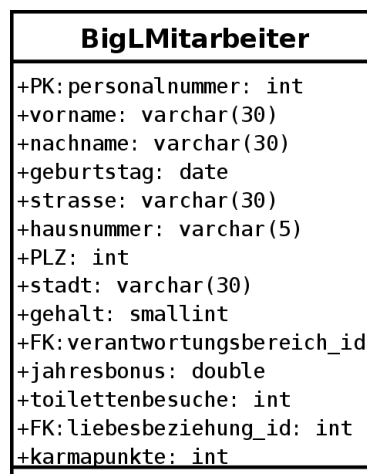 BigLMitarbeiter
+PK:personalnummer: int
+vorname: varchar(30)
+nachname: varchar(30)
+geburtstag: date
+strasse: varchar(30)
+hausnummer: varchar(5)
+PLZ: int
+stadt: varchar(30)
+gehalt: smallint
+FK:verantwortungsbereich_id
+jahresbonus: double
+toilettenbesuche: int
+FK:liebesbeziehung_id: int
+karmapunkte: int